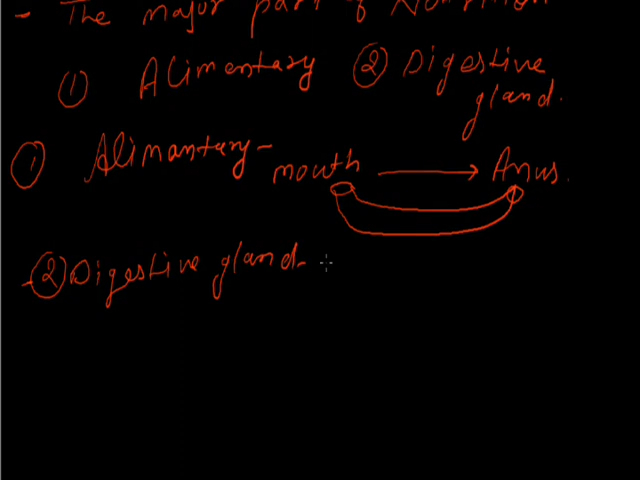 - The major part of Nutrition
① Alimentary ② Digestive gland.
① Alimantary- mouth → Anus.
② Digestive gland-